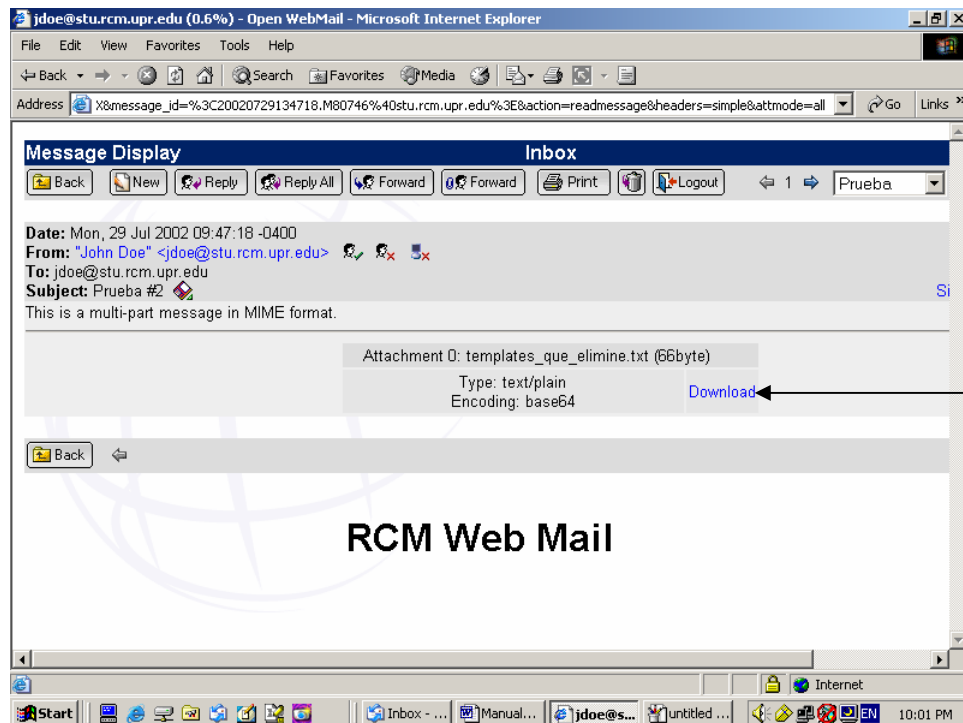 jdoe@stu.rcm.upr.edu (0.6%) - Open WebMail - Microsoft Internet Explorer
File Edit View Favorites Tools Help
Back Search Favorites Media
Address X&message_id=%3C20020729134718.M80746%40stu.rcm.upr.edu%3E&action=readmessage&headers=simple&attmode=all Go Links »
Message Display Inbox
Back New Reply Reply All Forward Forward Print Logout 1 Prueba
Date: Mon, 29 Jul 2002 09:47:18 -0400
From: "John Doe" <jdoe@stu.rcm.upr.edu>
To: jdoe@stu.rcm.upr.edu
Subject: Prueba #2 Si
This is a multi-part message in MIME format.
Attachment 0: templates_que_elimine.txt (66byte)
Type: text/plain
Encoding: base64
Download
Back
RCM Web Mail
Internet
Start Inbox - ... Manual... jdoe@s... untitled ... EN 10:01 PM